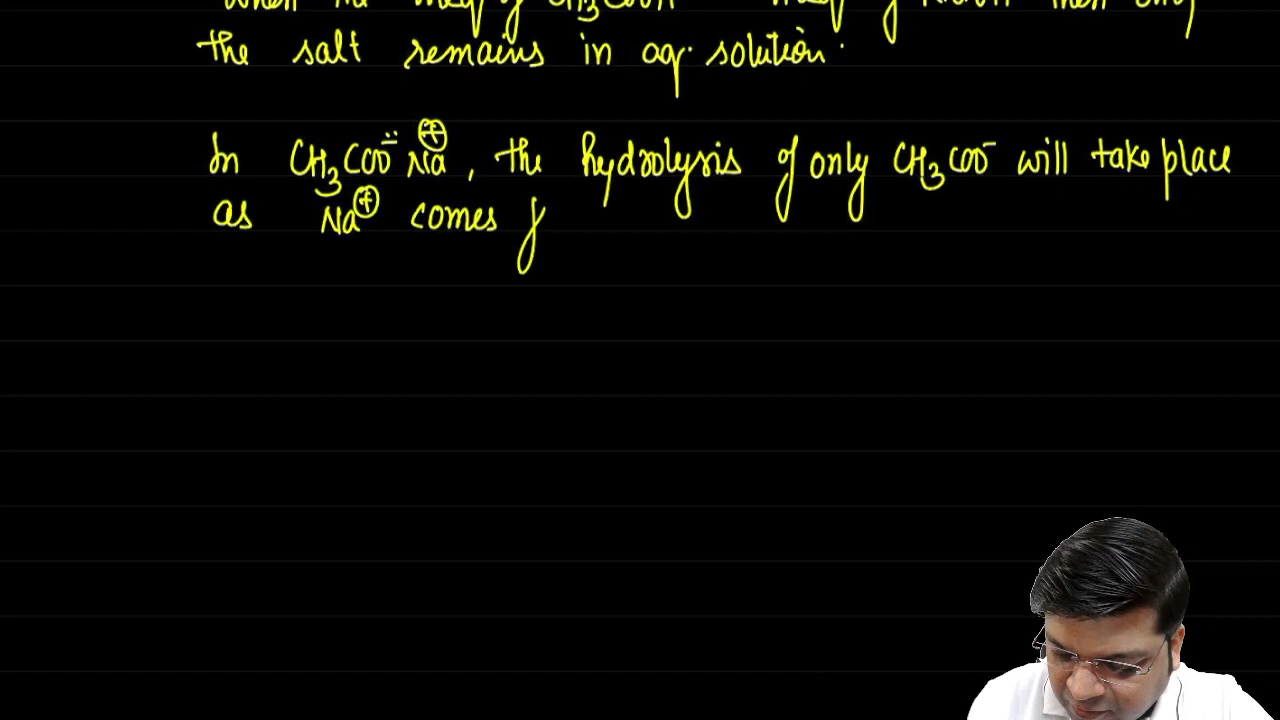 the salt remains in aq. solution.
In CH₃COO⁻ Na⊕, the hydrolysis of only CH₃COO⁻ will take place
as Na⊕ comes f